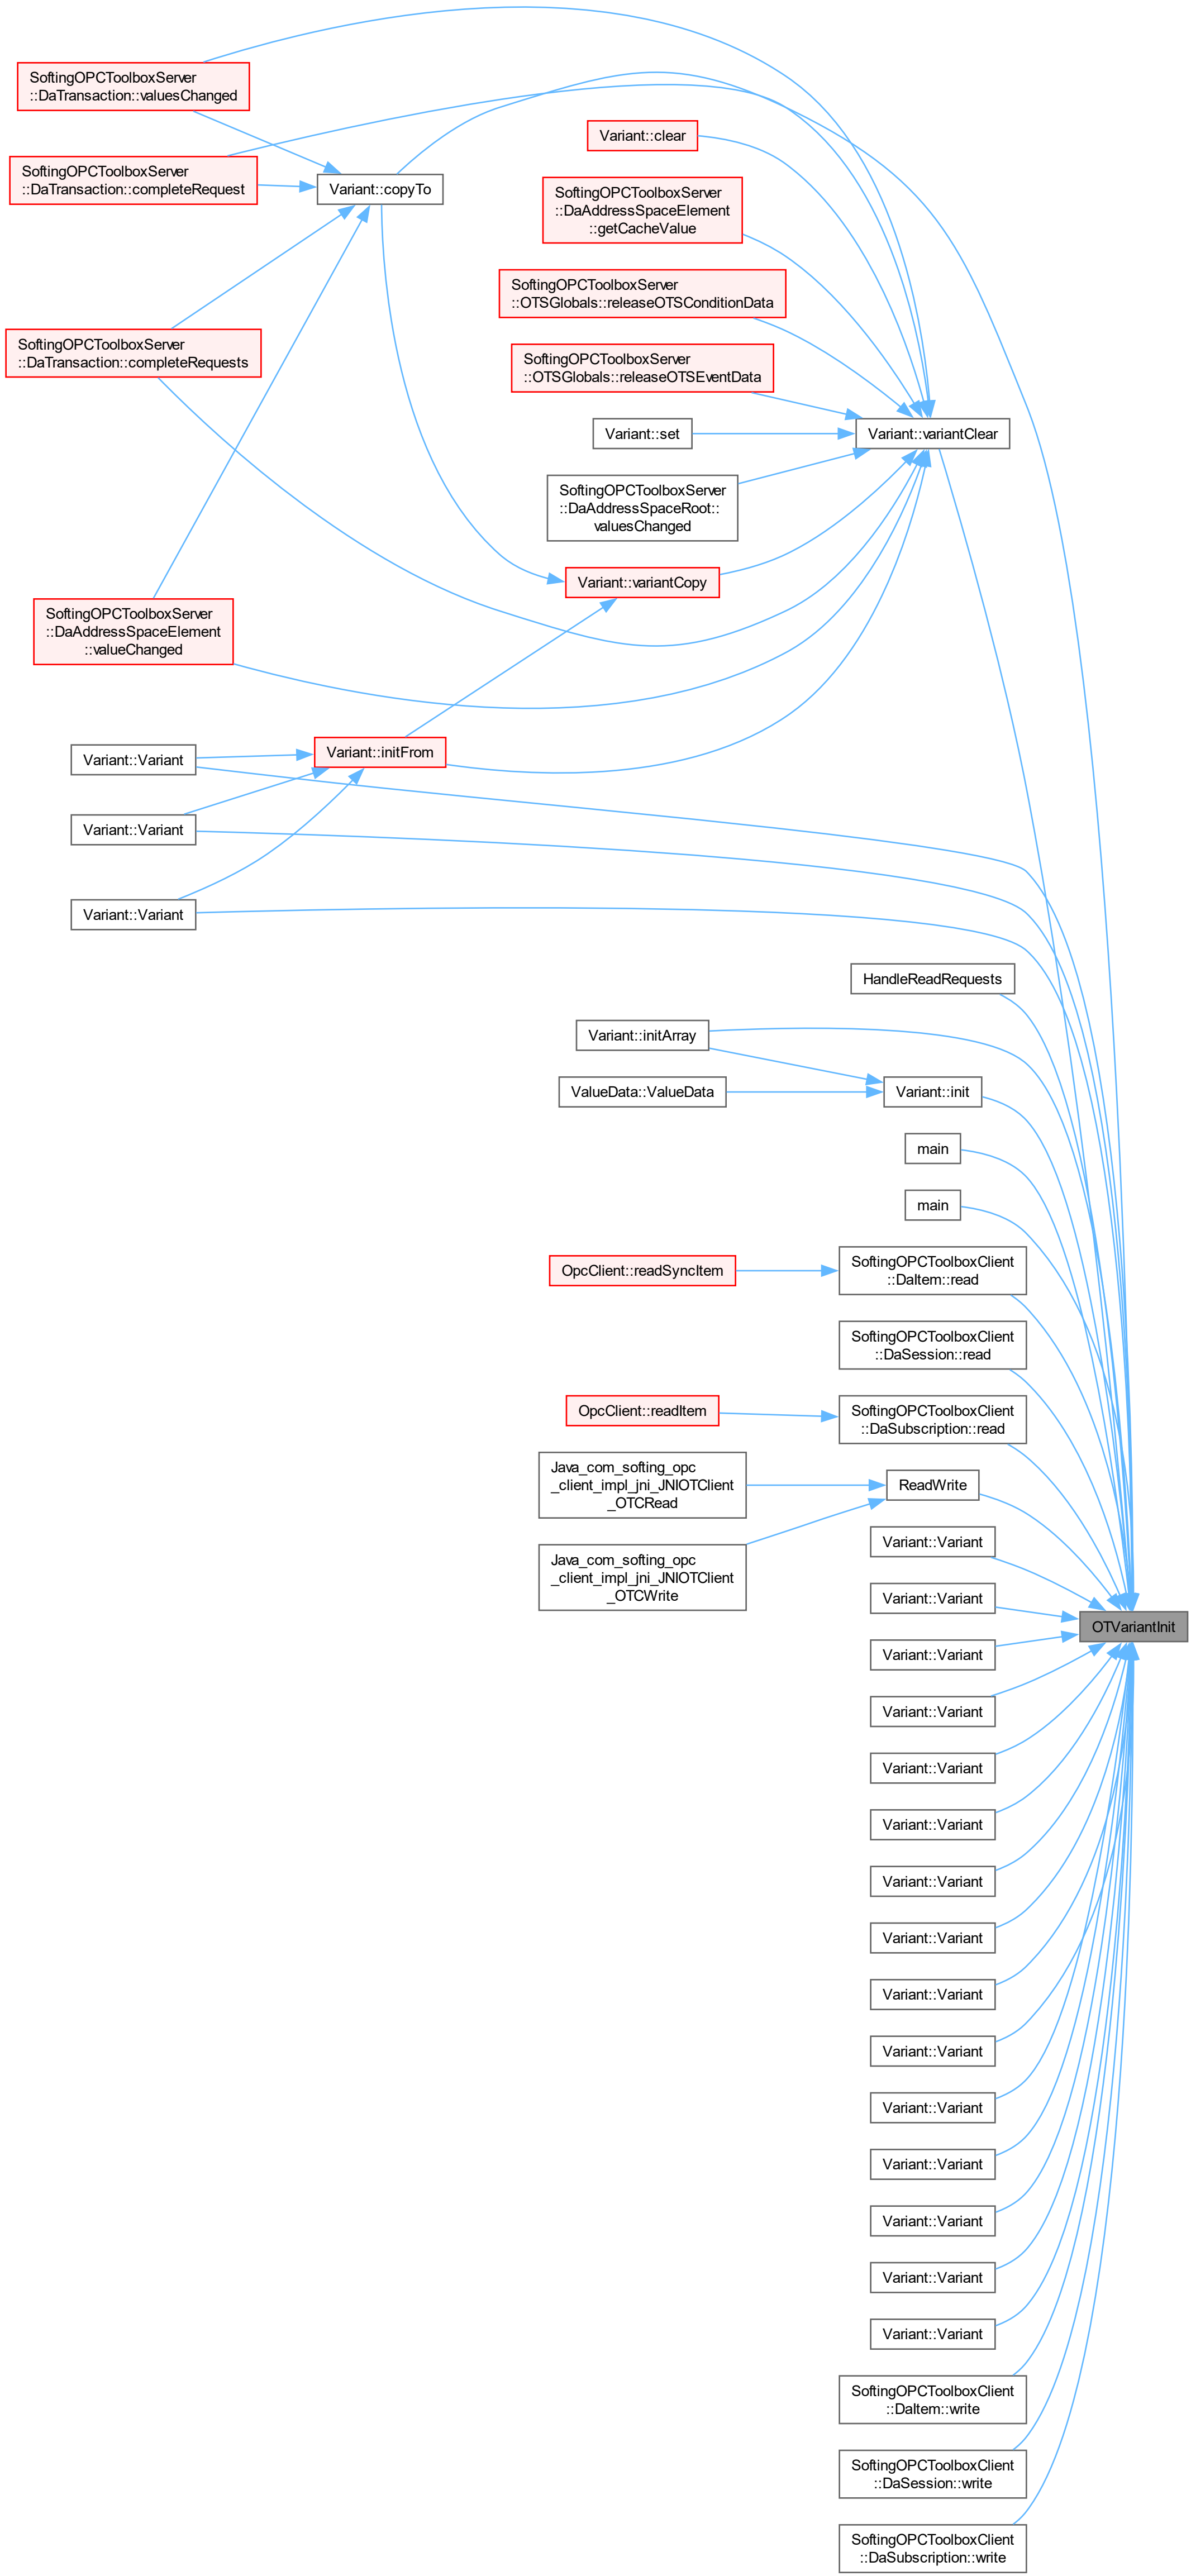 SoftingOPCToolboxServer
::DaTransaction::valuesChanged
Variant::clear
SoftingOPCToolboxServer
::DaTransaction::completeRequest
Variant::copyTo
SoftingOPCToolboxServer
::DaAddressSpaceElement
::getCacheValue
SoftingOPCToolboxServer
::OTSGlobals::releaseOTSConditionData
SoftingOPCToolboxServer
::DaTransaction::completeRequests
SoftingOPCToolboxServer
::OTSGlobals::releaseOTSEventData
Variant::set
Variant::variantClear
SoftingOPCToolboxServer
::DaAddressSpaceRoot::
valuesChanged
Variant::variantCopy
SoftingOPCToolboxServer
::DaAddressSpaceElement
::valueChanged
Variant::initFrom
Variant::Variant
Variant::Variant
Variant::Variant
HandleReadRequests
Variant::initArray
ValueData::ValueData
Variant::init
main
main
SoftingOPCToolboxClient
::DaItem::read
OpcClient::readSyncItem
SoftingOPCToolboxClient
::DaSession::read
SoftingOPCToolboxClient
::DaSubscription::read
OpcClient::readItem
Java_com_softing_opc
_client_impl_jni_JNIOTClient
_OTCRead
ReadWrite
Java_com_softing_opc
_client_impl_jni_JNIOTClient
_OTCWrite
Variant::Variant
Variant::Variant
OTVariantInit
Variant::Variant
Variant::Variant
Variant::Variant
Variant::Variant
Variant::Variant
Variant::Variant
Variant::Variant
Variant::Variant
Variant::Variant
Variant::Variant
Variant::Variant
Variant::Variant
Variant::Variant
SoftingOPCToolboxClient
::DaItem::write
SoftingOPCToolboxClient
::DaSession::write
SoftingOPCToolboxClient
::DaSubscription::write